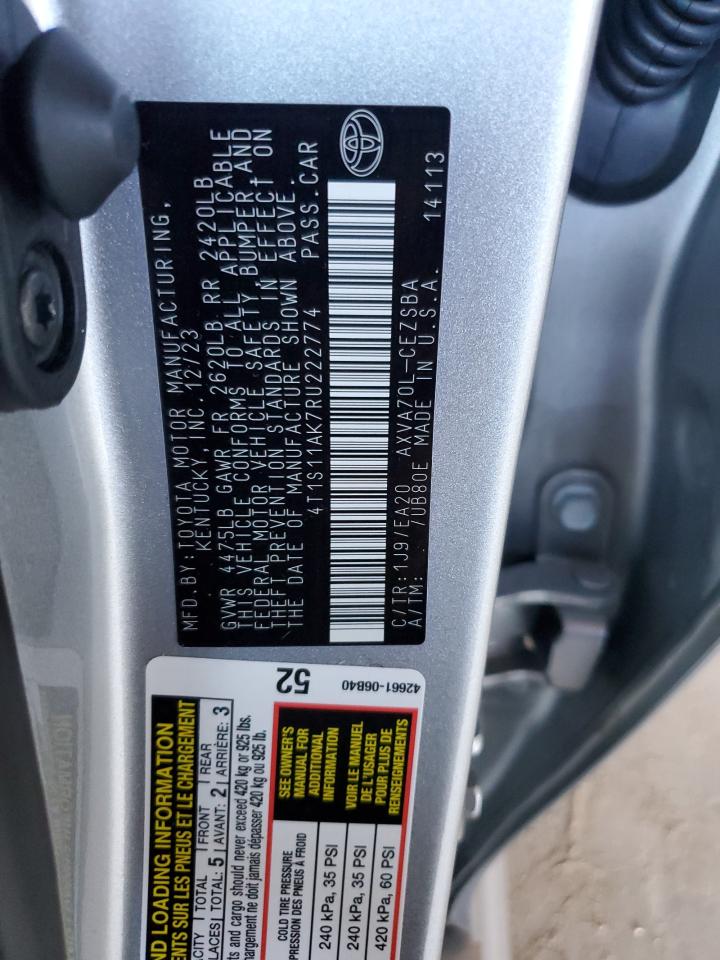 MFD.BY:TOYOTA MOTOR MANUFACTURING,
KENTUCKY, INC. 12/23
GVWR 4475LB GAWR FR 2620LB RR 2420LB
THIS VEHICLE CONFORMS TO ALL APPLICABLE
FEDERAL MOTOR VEHICLE SAFETY, BUMPER, AND
THEFT PREVENTION STANDARDS IN EFFECT ON
THE DATE OF MANUFACTURE SHOWN ABOVE.
4T1S11AK7RU222774 PASS.CAR
C/TR:1J9/EA20 AXVA70L-CEZSBA
A/TM: /UB80E MADE IN U.S.A. 14113
ND LOADING INFORMATION
ENTS SUR LES PNEUS ET LE CHARGEMENT
ACITY TOTAL FRONT REAR
LACES TOTAL: 5 AVANT: 2 ARRIÈRE: 3
ts and cargo should never exceed 420 kg or 925 lbs.
hargement ne doit jamais dépasser 420 kg ou 925 lb.
52
42661-06B40
COLD TIRE PRESSURE
PRESSION DES PNEUS À FROID
240 kPa, 35 PSI
240 kPa, 35 PSI
420 kPa, 60 PSI
SEE OWNER'S
MANUAL FOR
ADDITIONAL
INFORMATION
VOIR LE MANUEL
DE L'USAGER
POUR PLUS DE
RENSEIGNEMENTS